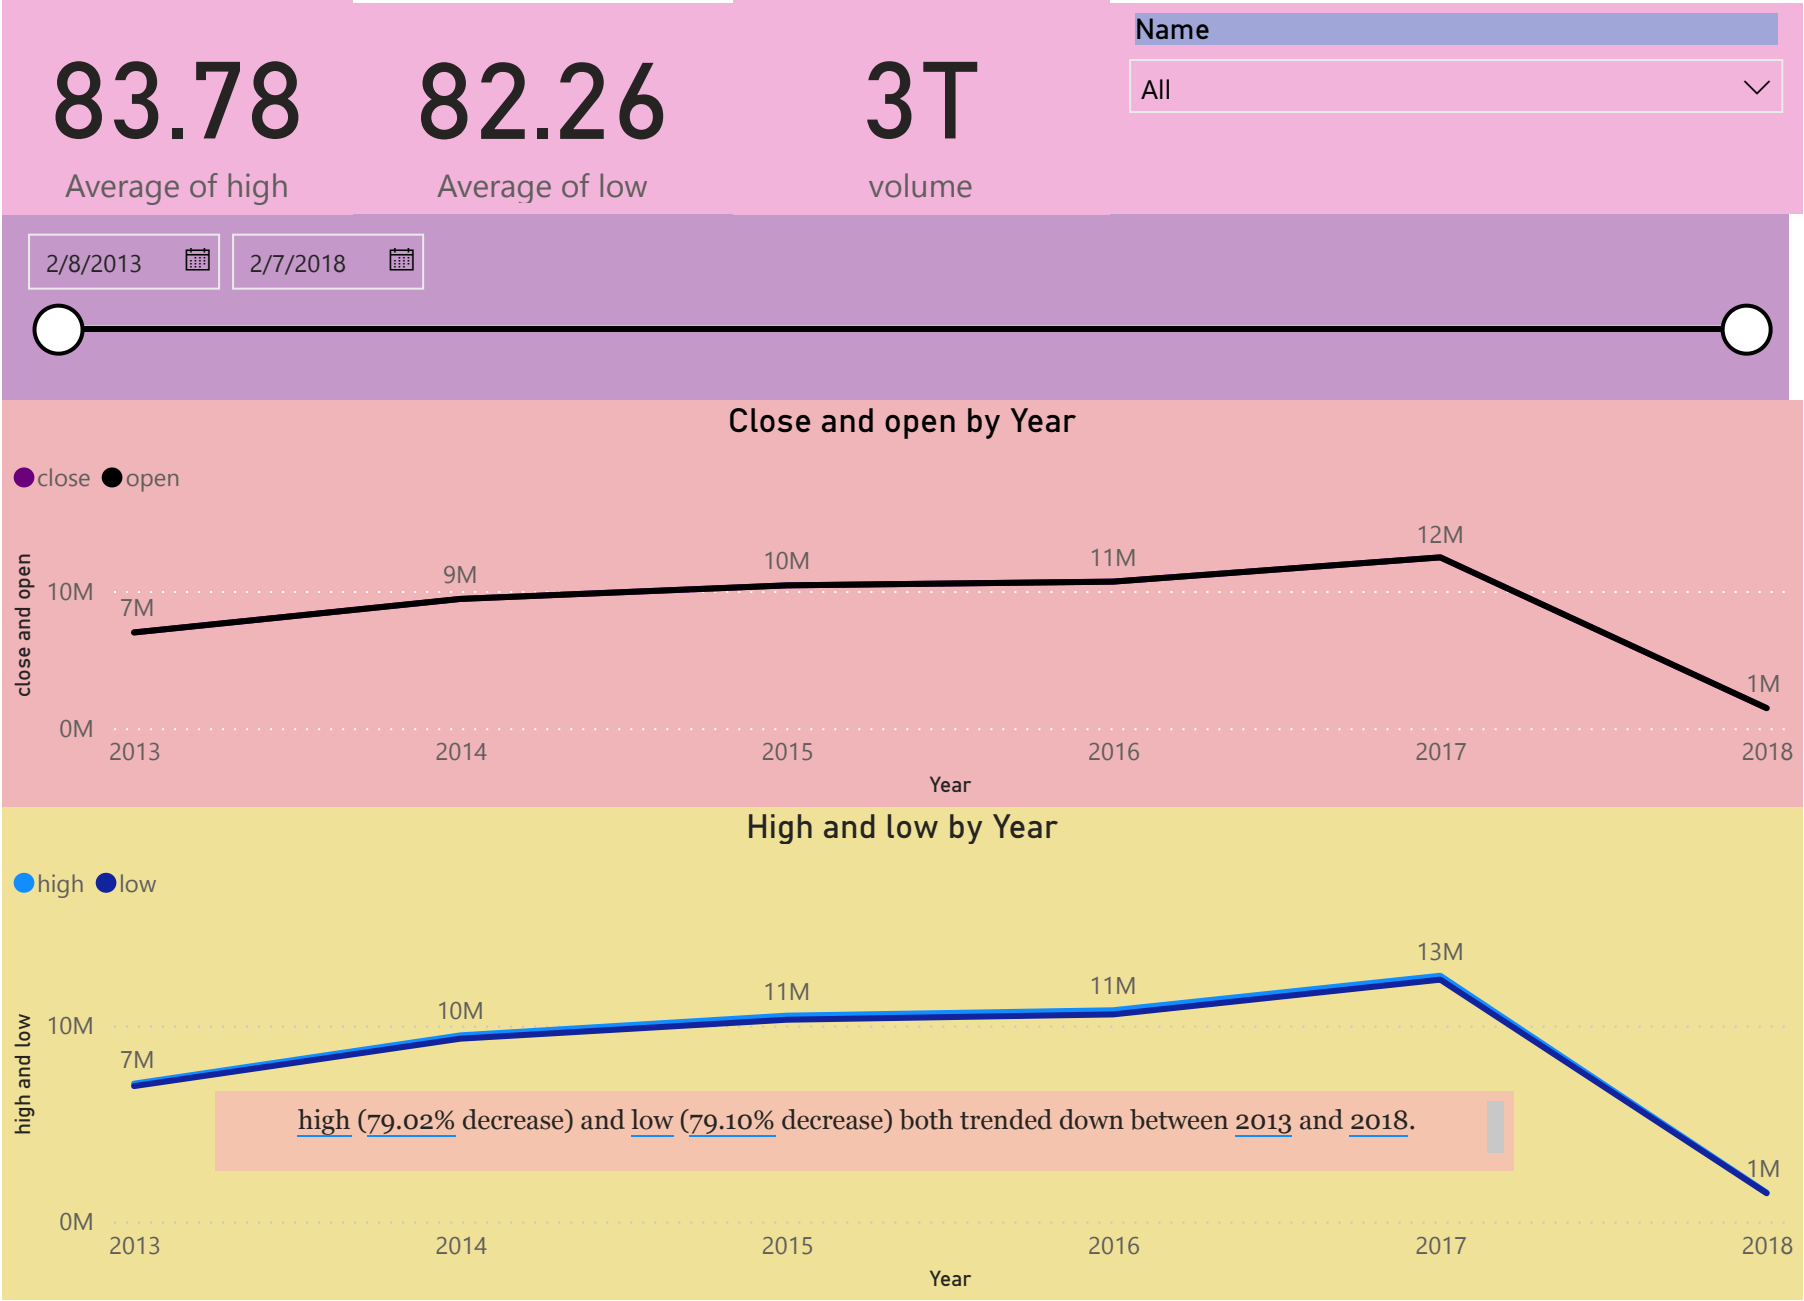 83.78
Average of high
82.26
Average of low
3T
volume
Name
All
2/8/2013
2/7/2018
Close and open by Year
close open
close and open
10M
0M
7M
9M
10M
11M
12M
1M
2013 2014 2015 2016 2017 2018
Year
High and low by Year
high low
high and low
10M
0M
7M
10M
11M
11M
13M
1M
high (79.02% decrease) and low (79.10% decrease) both trended down between 2013 and 2018.
2013 2014 2015 2016 2017 2018
Year